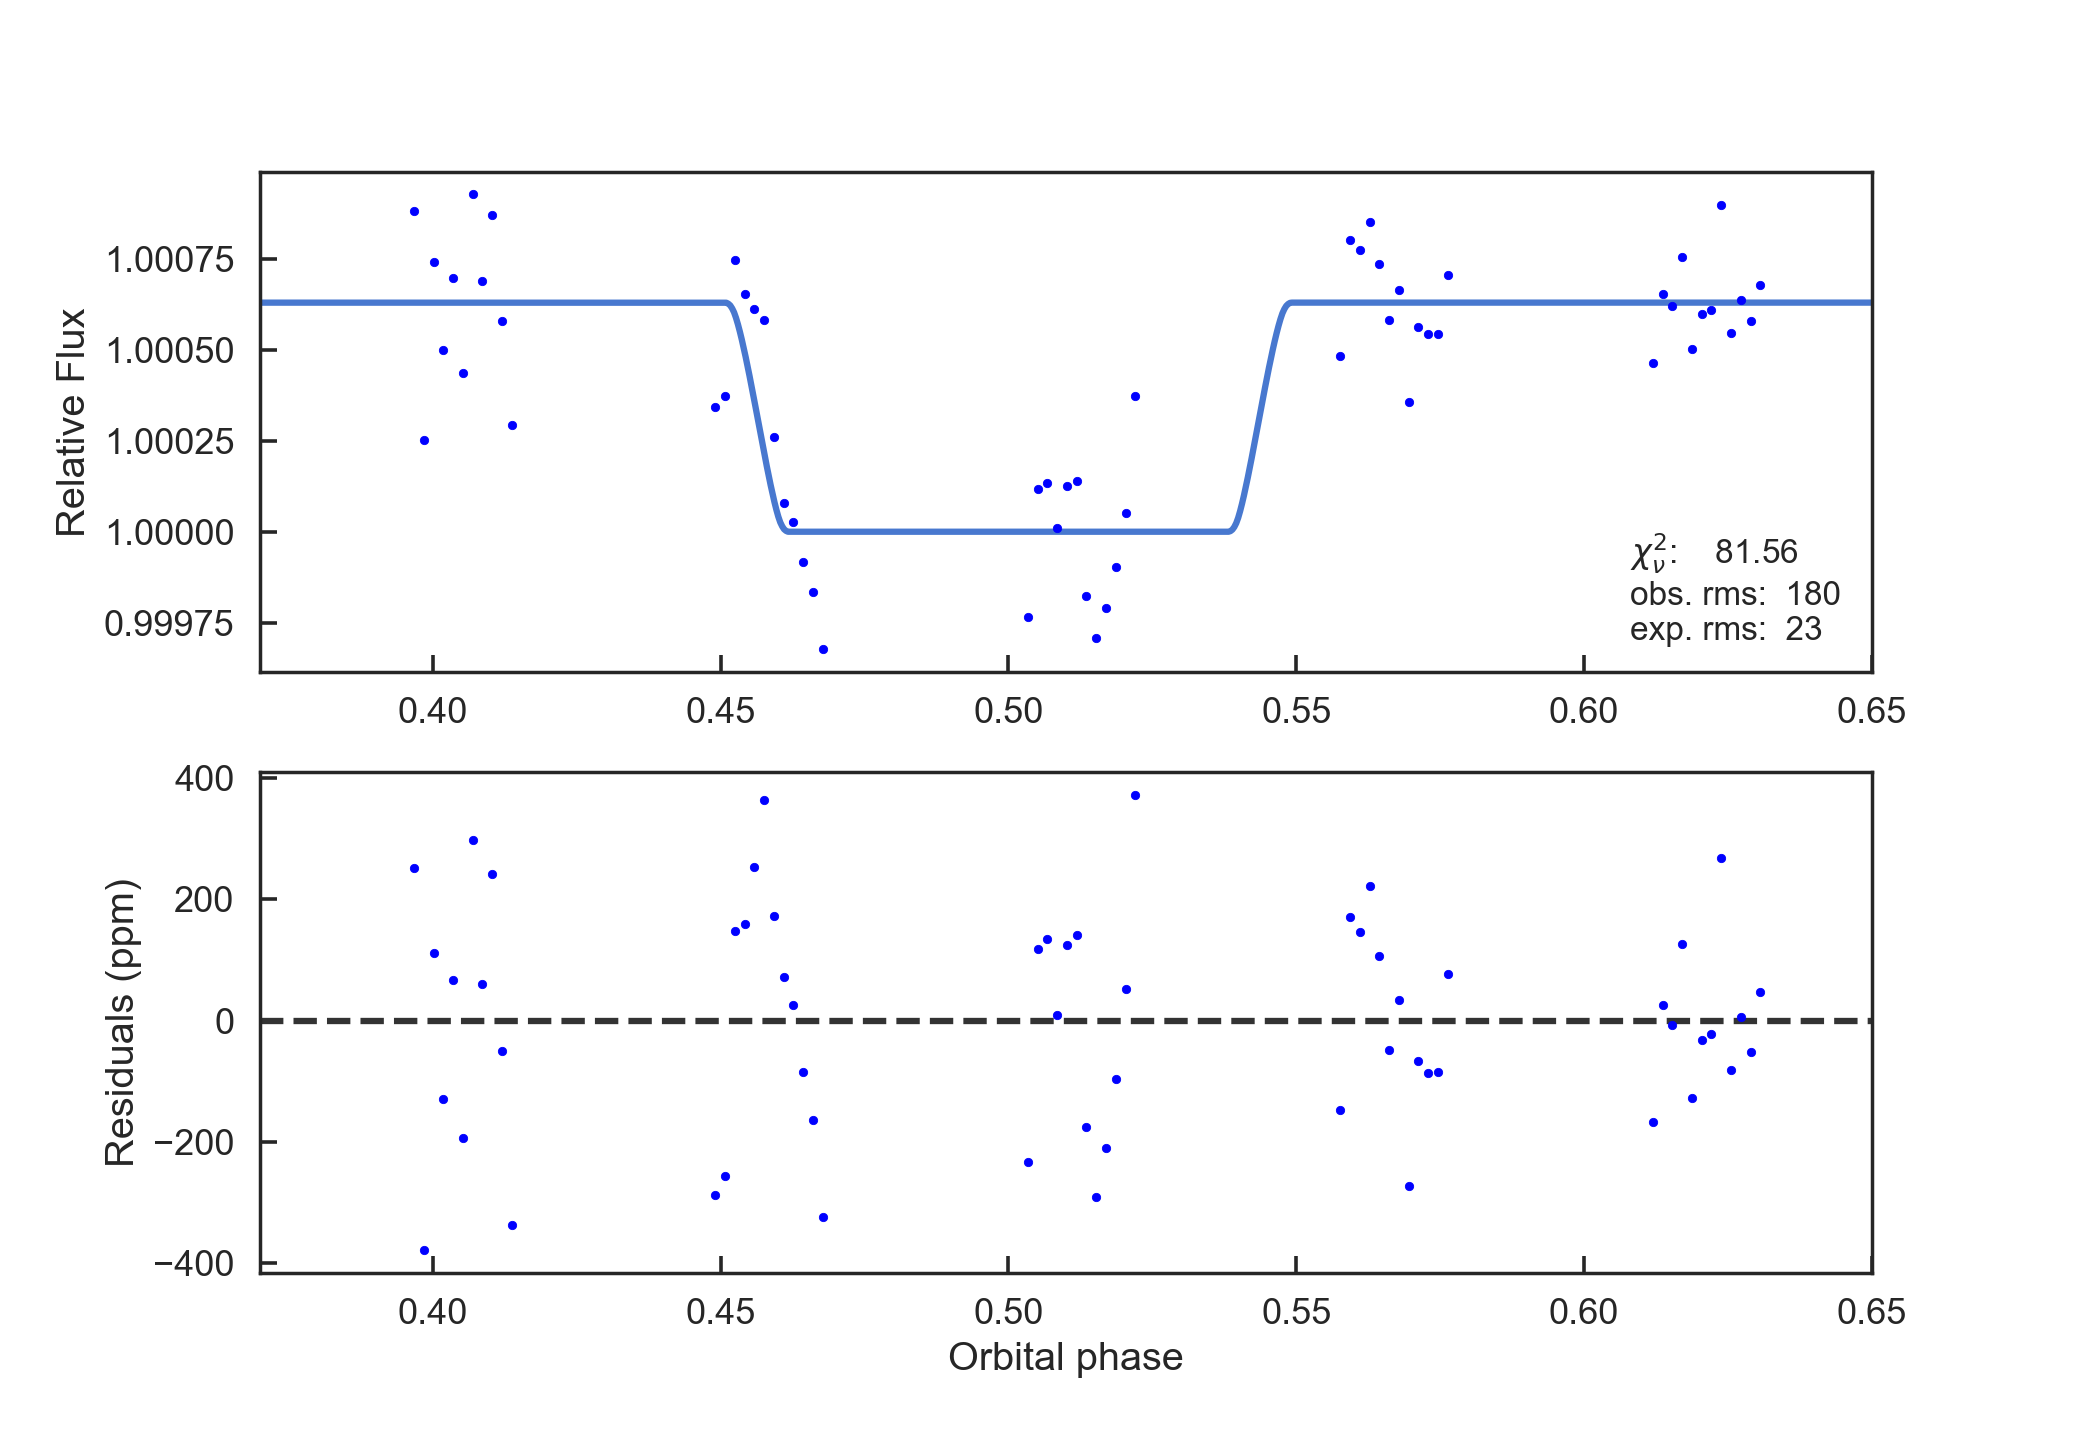 Relative Flux
1.00075
1.00050
1.00025
1.00000
0.99975
χ²ᵥ: 81.56
obs. rms: 180
exp. rms: 23
0.40 0.45 0.50 0.55 0.60 0.65
Residuals (ppm)
400
200
0
−200
−400
0.40 0.45 0.50 0.55 0.60 0.65
Orbital phase